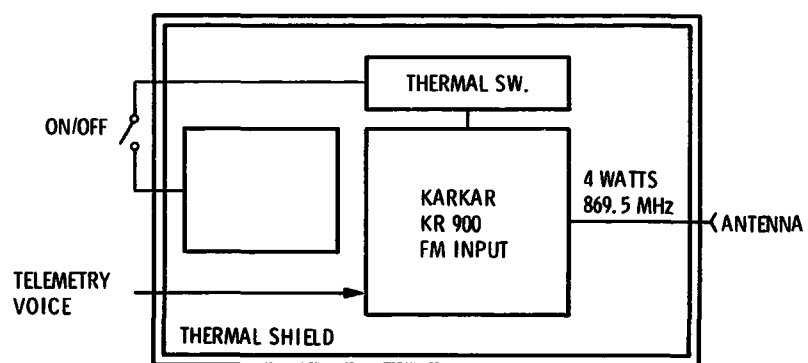 THERMAL SW.
ON/OFF
KARKAR
KR 900
FM INPUT
4 WATTS
869.5 MHz
ANTENNA
TELEMETRY
VOICE
THERMAL SHIELD